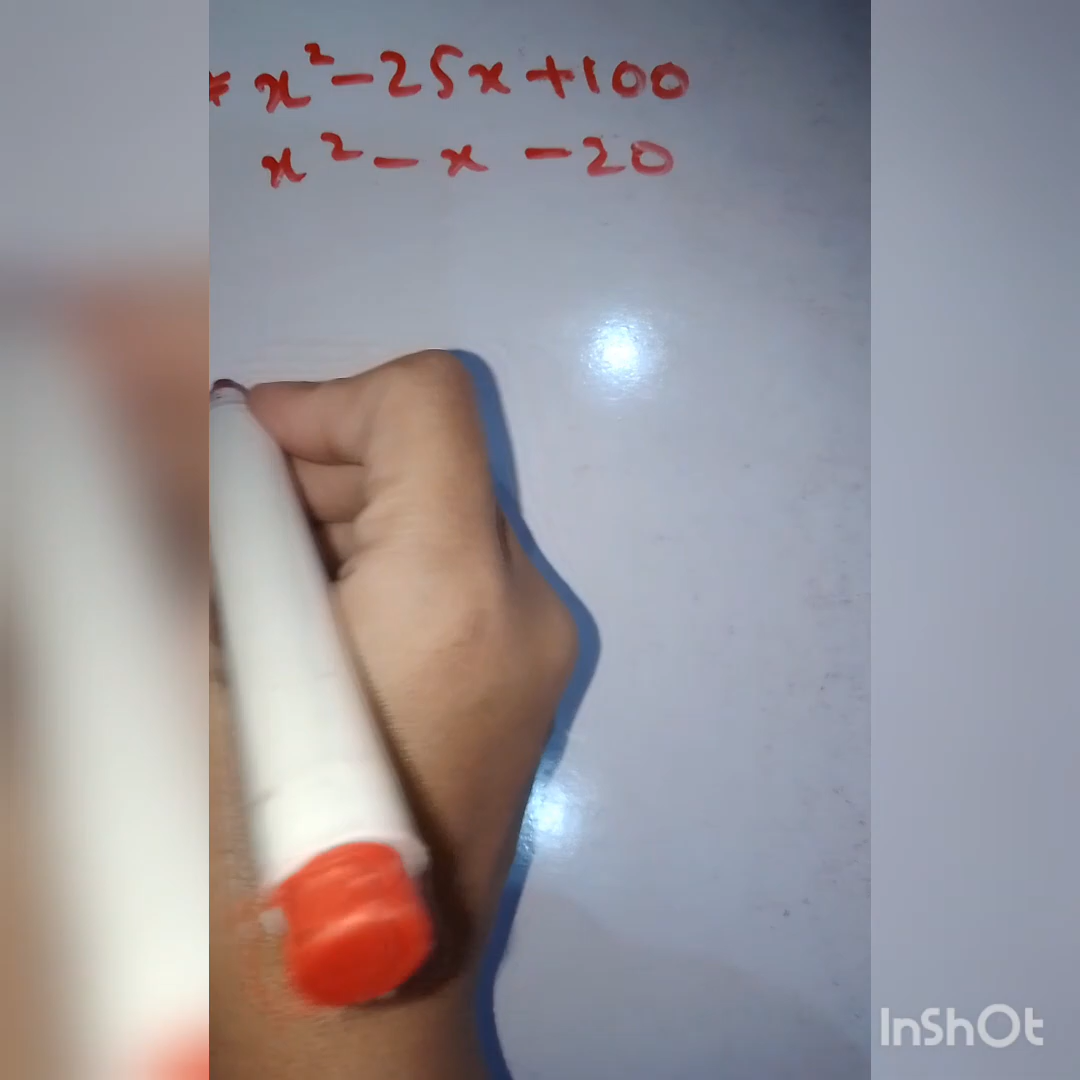 * x² - 25x + 100
x² - x - 20
InShOt